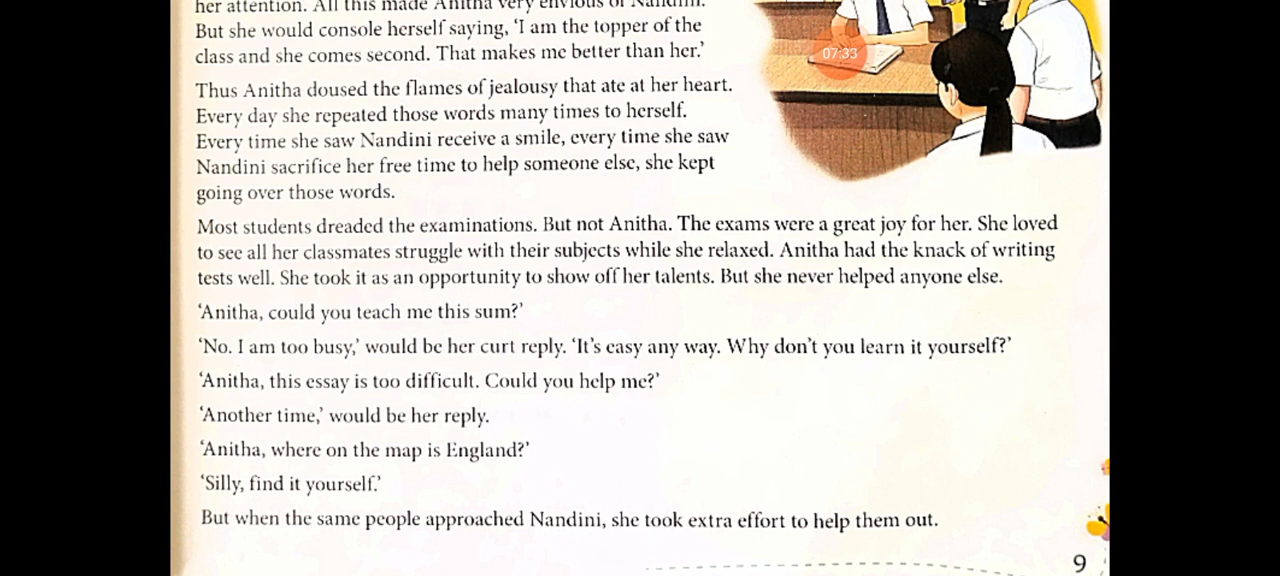 her attention. All this made Anitha very envious of Nandini.
But she would console herself saying, ‘I am the topper of the
class and she comes second. That makes me better than her.’
Thus Anitha doused the flames of jealousy that ate at her heart.
Every day she repeated those words many times to herself.
Every time she saw Nandini receive a smile, every time she saw
Nandini sacrifice her free time to help someone else, she kept
going over those words.
07:33
Most students dreaded the examinations. But not Anitha. The exams were a great joy for her. She loved
to see all her classmates struggle with their subjects while she relaxed. Anitha had the knack of writing
tests well. She took it as an opportunity to show off her talents. But she never helped anyone else.
‘Anitha, could you teach me this sum?’
‘No. I am too busy,’ would be her curt reply. ‘It’s easy any way. Why don’t you learn it yourself?’
‘Anitha, this essay is too difficult. Could you help me?’
‘Another time,’ would be her reply.
‘Anitha, where on the map is England?’
‘Silly, find it yourself.’
But when the same people approached Nandini, she took extra effort to help them out.
9